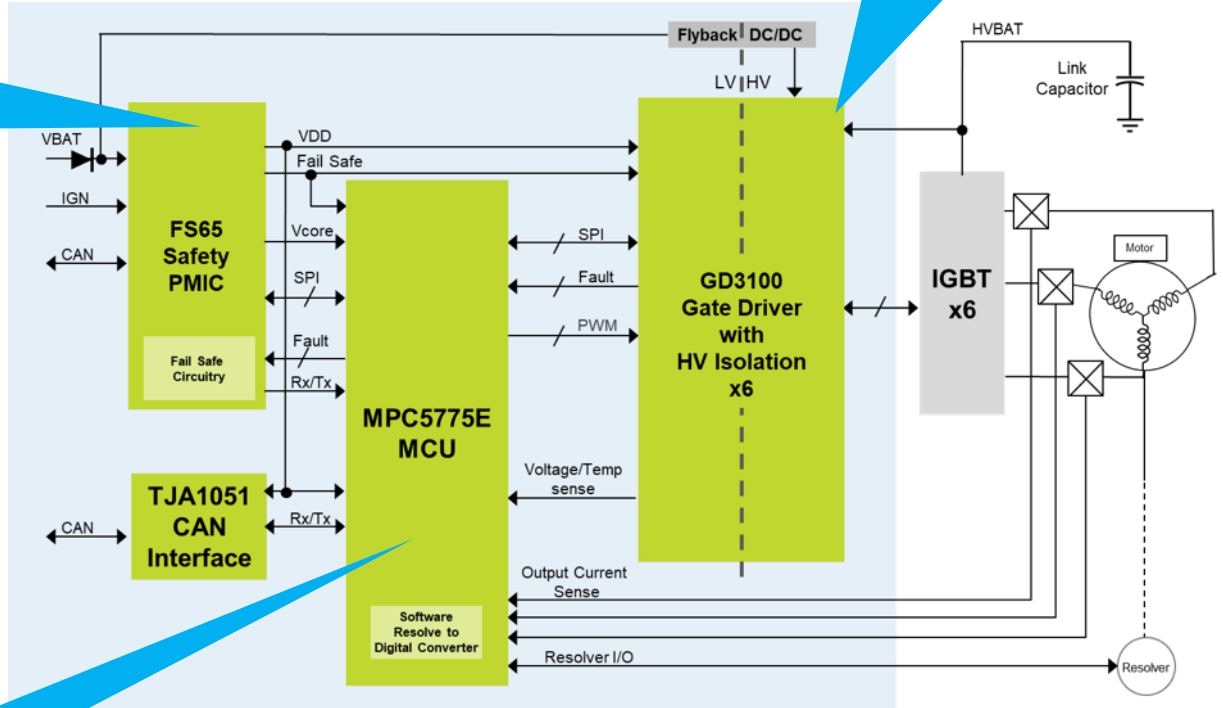 Flyback DC/DC
HVBAT
LV HV
Link
Capacitor
VBAT
VDD
Fail Safe
IGN
Vcore
CAN
FS65
Safety
PMIC
SPI
SPI
Fault
Fault
PWM
Fail Safe
Circuitry
Rx/Tx
MPC5775E
MCU
GD3100
Gate Driver
with
HV Isolation
x6
IGBT
x6
Motor
Voltage/Temp
sense
TJA1051
CAN
Interface
CAN
Rx/Tx
Output Current
Sense
Software
Resolve to
Digital Converter
Resolver I/O
Resolver